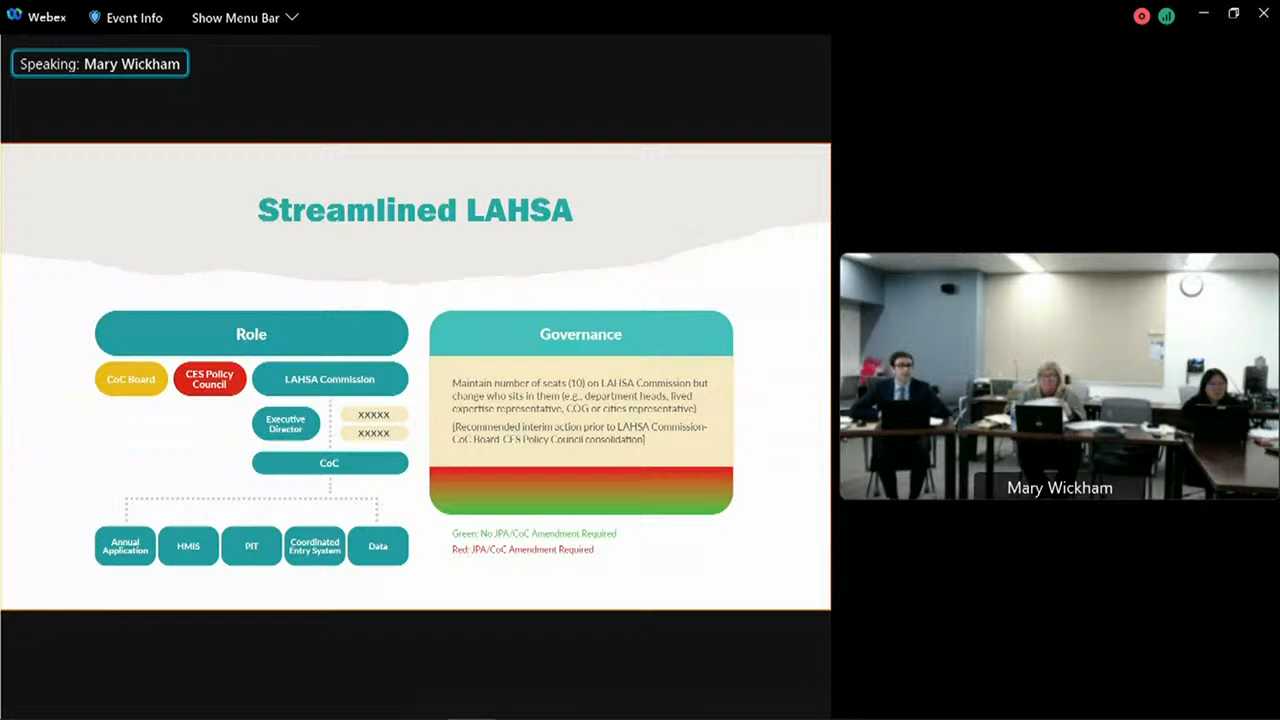 Webex
Event Info
Show Menu Bar
Speaking: Mary Wickham
Streamlined LAHSA
Role
CoC Board
CES Policy
Council
LAHSA Commission
Executive
Director
XXXXX
XXXXX
CoC
Annual
Application
HMIS
PIT
Coordinated
Entry System
Data
Governance
Maintain number of seats (10) on LAHSA Commission but
change who sits in them (e.g., department heads, lived
expertise representative, COG or cities representative)
[Recommended interim action prior to LAHSA Commission-
CoC Board-CES Policy Council consolidation]
Green: No JPA/CoC Amendment Required
Red: JPA/CoC Amendment Required
Mary Wickham